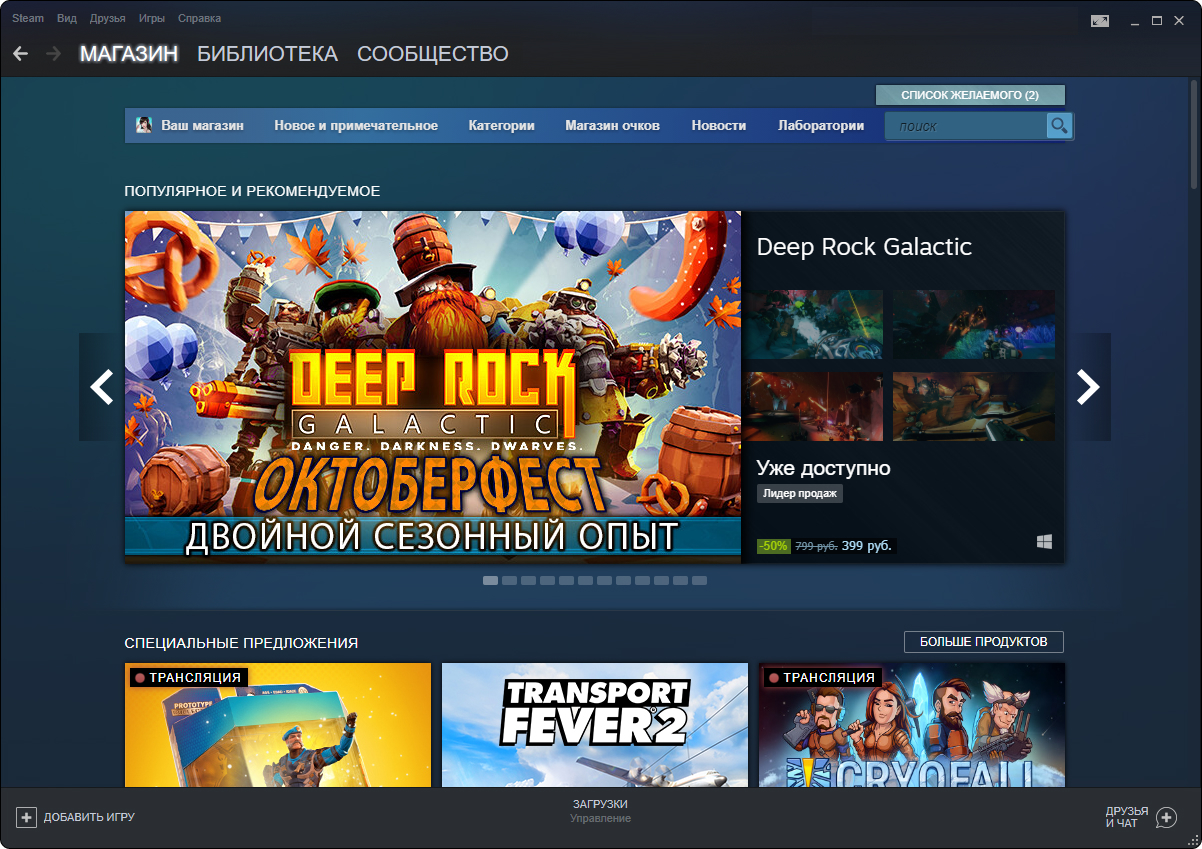 Steam Вид Друзья Игры Справка
МАГАЗИН БИБЛИОТЕКА СООБЩЕСТВО
СПИСОК ЖЕЛАЕМОГО (2)
Ваш магазин Новое и примечательное Категории Магазин очков Новости Лаборатории поиск
ПОПУЛЯРНОЕ И РЕКОМЕНДУЕМОЕ
DEEP ROCK
GALACTIC
DANGER. DARKNESS. DWARVES.
ОКТОБЕРФЕСТ
ДВОЙНОЙ СЕЗОННЫЙ ОПЫТ
Deep Rock Galactic
Уже доступно
Лидер продаж
-50% 799 руб. 399 руб.
СПЕЦИАЛЬНЫЕ ПРЕДЛОЖЕНИЯ
БОЛЬШЕ ПРОДУКТОВ
ТРАНСЛЯЦИЯ
PROTOTYPE
TRANSPORT
FEVER 2
ТРАНСЛЯЦИЯ
CRYOFALL
ДОБАВИТЬ ИГРУ
ЗАГРУЗКИ
Управление
ДРУЗЬЯ
И ЧАТ